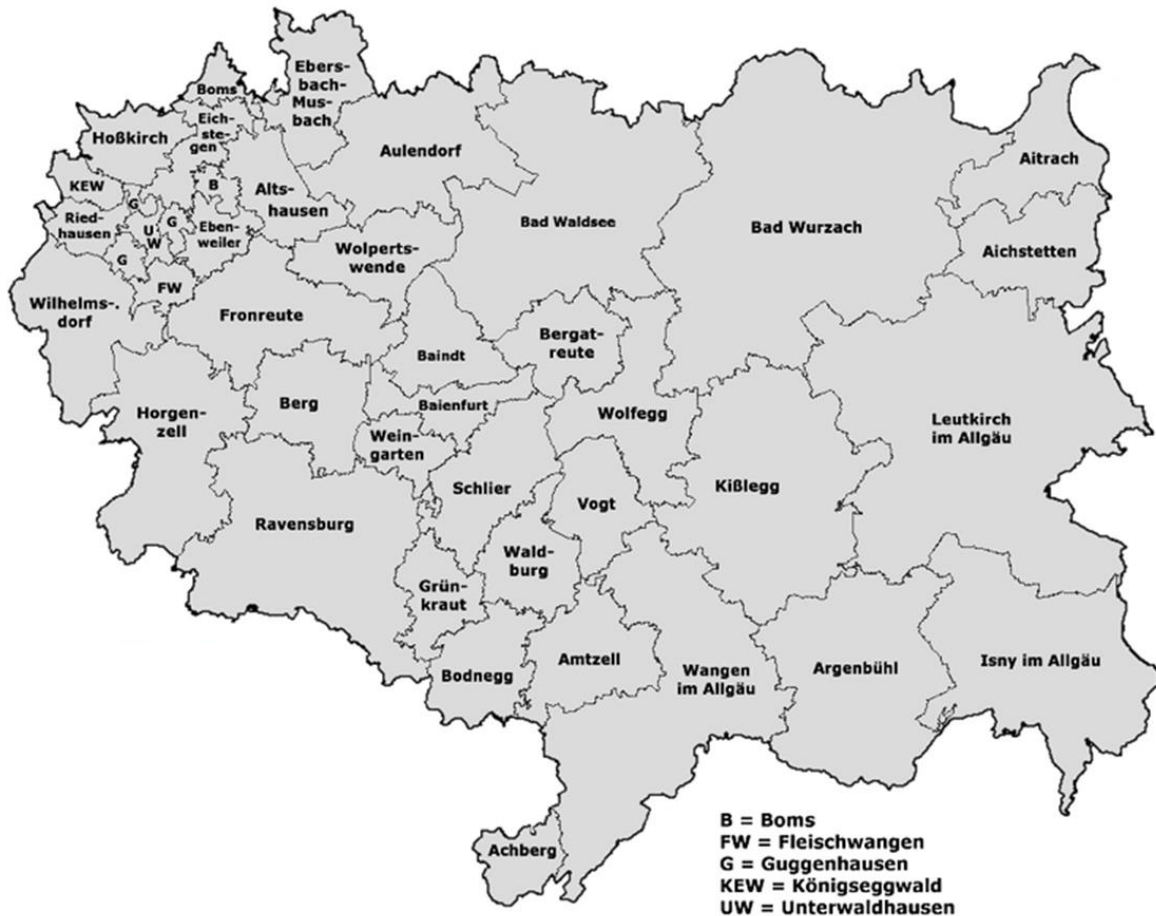 Ebers-
bach-
Mus-
bach
Boms
Eich-
ste-
gen
Hoßkirch
Aulendorf
Aitrach
KEW
B
Alts-
hausen
G
Ried-
hausen
U
W
G
Eben-
weiler
Bad Waldsee
Bad Wurzach
Aichstetten
Wolperts-
wende
G
FW
Wilhelms-.
dorf
Fronreute
Bergat-
reute
Baindt
Horgen-
zell
Berg
Baienfurt
Wolfegg
Leutkirch
im Allgäu
Wein-
garten
Schlier
Vogt
Kißlegg
Ravensburg
Wald-
burg
Grün-
kraut
Bodnegg
Amtzell
Wangen
im Allgäu
Argenbühl
Isny im Allgäu
Achberg
B = Boms
FW = Fleischwangen
G = Guggenhausen
KEW = Königseggwald
UW = Unterwaldhausen